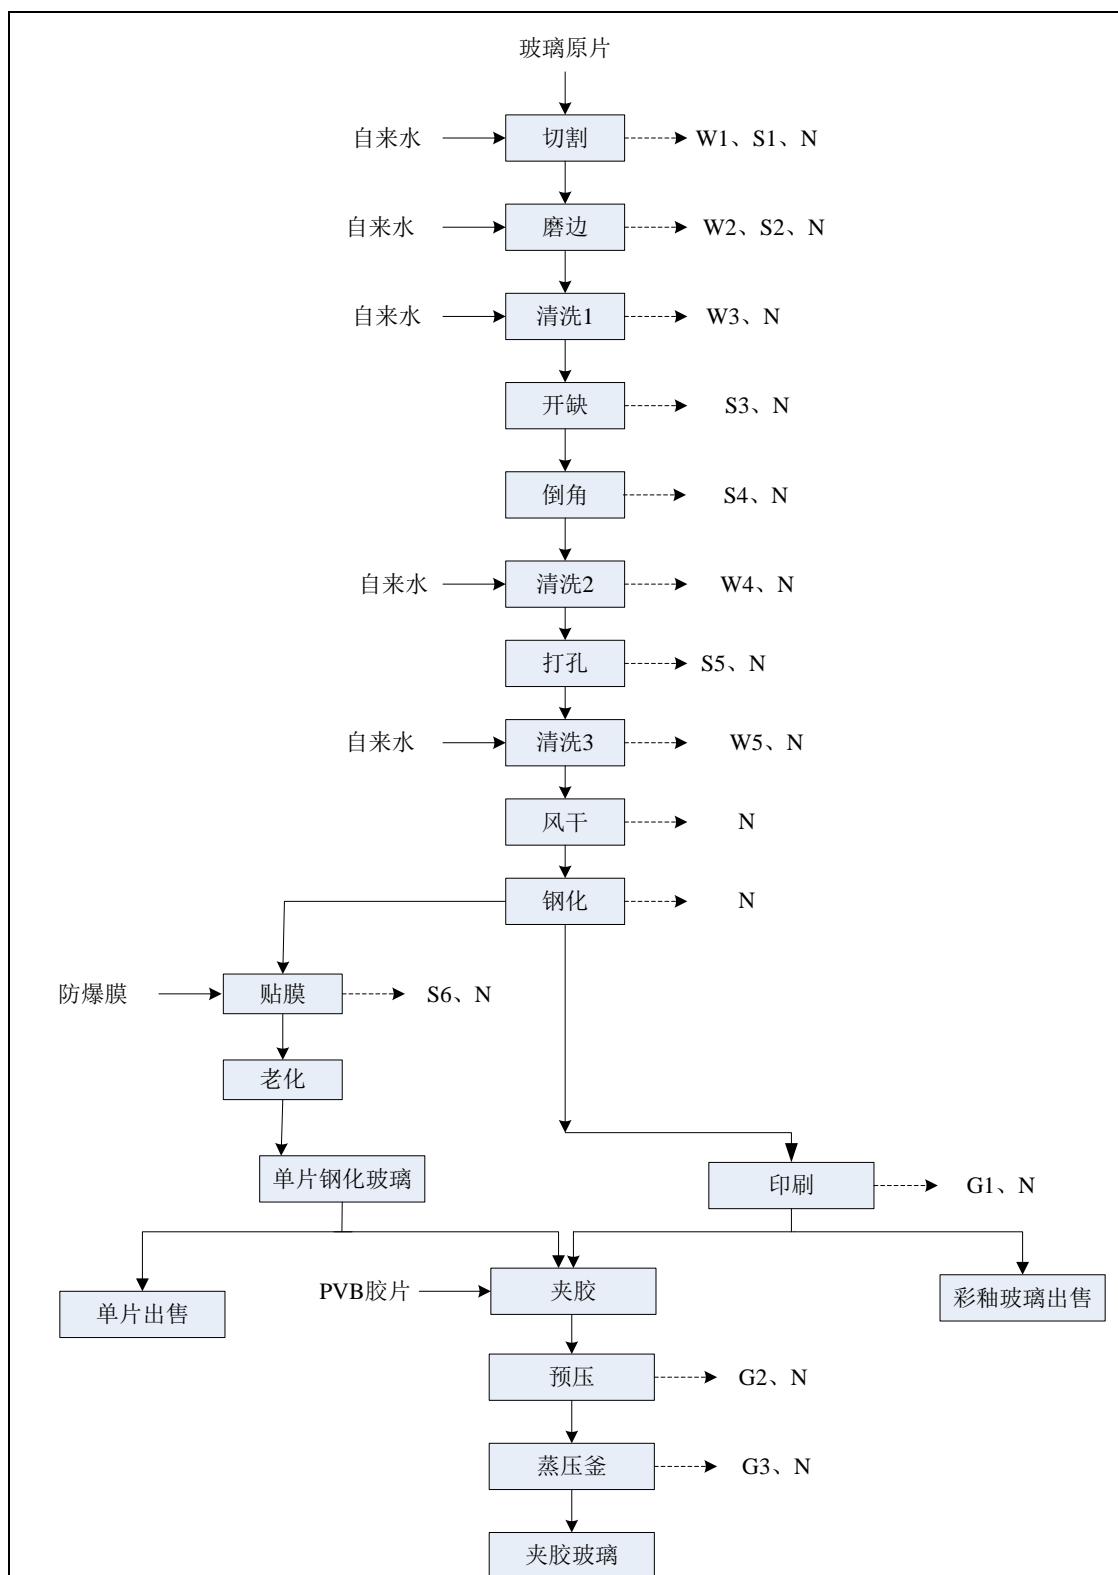 玻璃原片
自来水 切割 W1、S1、N
自来水 磨边 W2、S2、N
自来水 清洗1 W3、N
开缺 S3、N
倒角 S4、N
自来水 清洗2 W4、N
打孔 S5、N
自来水 清洗3 W5、N
风干 N
钢化 N
防爆膜 贴膜 S6、N
老化
单片钢化玻璃 印刷 G1、N
单片出售 PVB胶片 夹胶 彩釉玻璃出售
预压 G2、N
蒸压釜 G3、N
夹胶玻璃